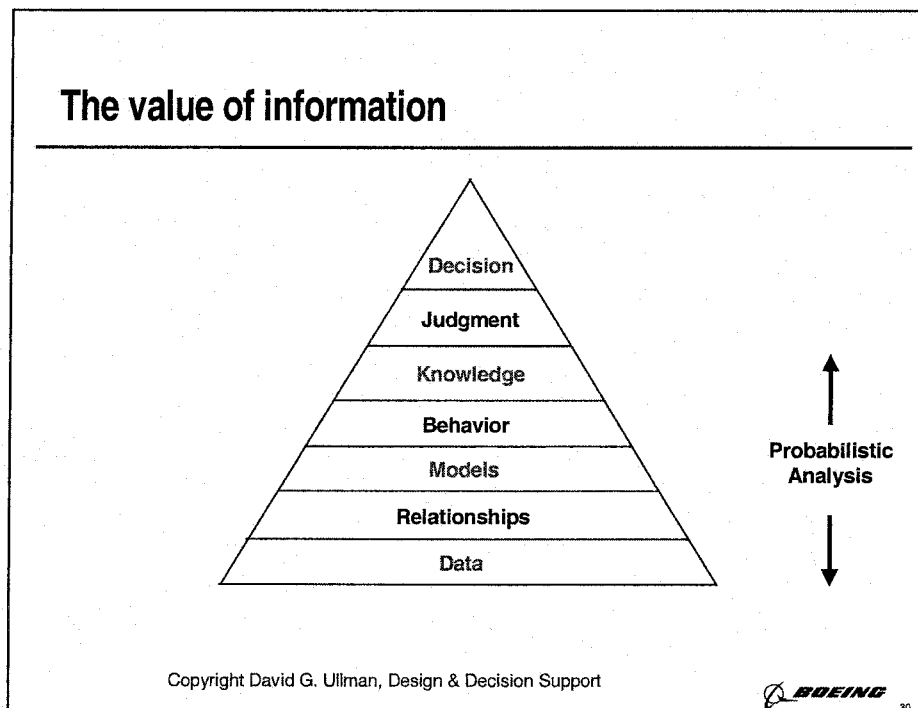 The value of information
Decision
Judgment
Knowledge
Behavior
Models
Relationships
Data
Probabilistic
Analysis
Copyright David G. Ullman, Design & Decision Support
BOEING
30